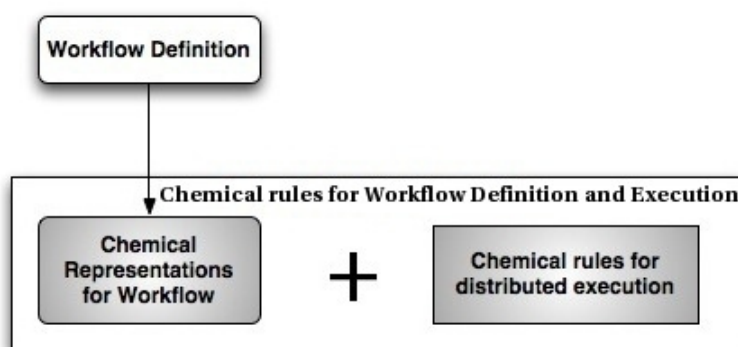 Workflow Definition
Chemical rules for Workflow Definition and Execution
Chemical
Representations
for Workflow
+
Chemical rules for
distributed execution